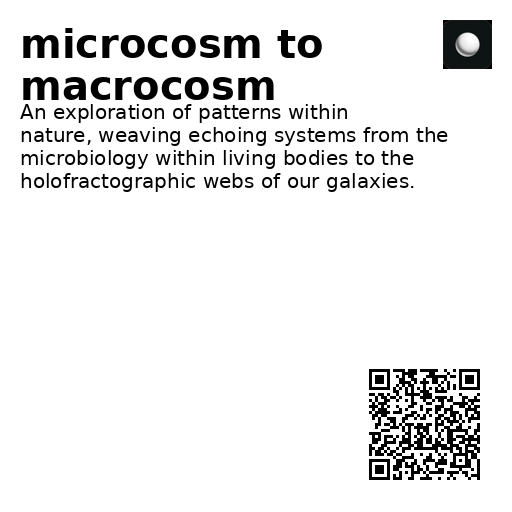 microcosm to
macrocosm
An exploration of patterns within
nature, weaving echoing systems from the
microbiology within living bodies to the
holofractographic webs of our galaxies.